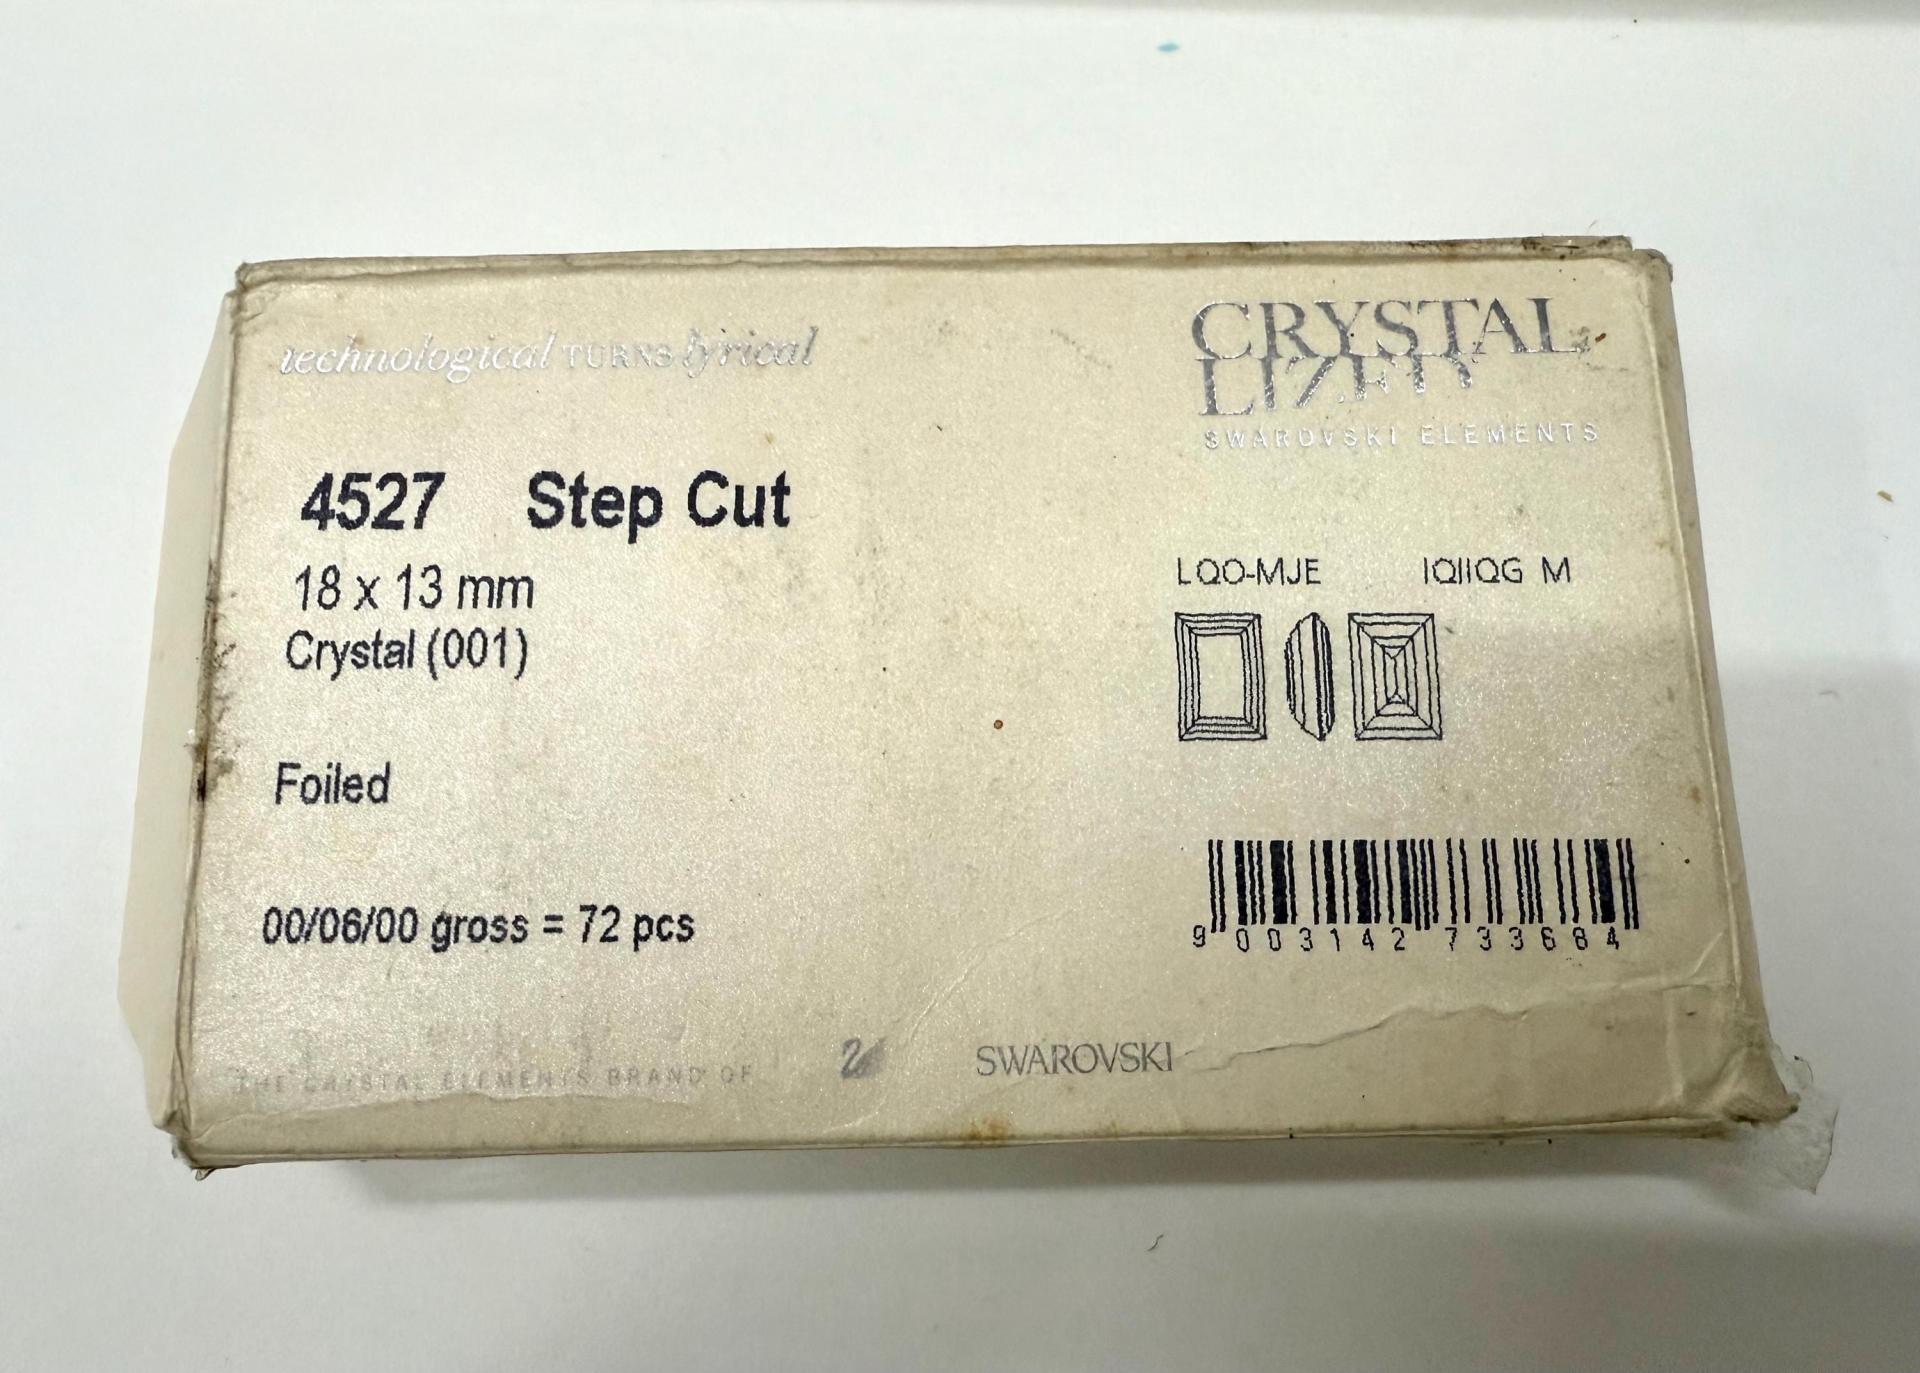 technological TURNS lyrical
CRYSTAL
LIZED
SWAROVSKI ELEMENTS
4527 Step Cut
18 x 13 mm
Crystal (001)
LQO-MJE IQIIQG M
Foiled
00/06/00 gross = 72 pcs
9 003142 733684
THE CRYSTAL ELEMENTS BRAND OF
SWAROVSKI